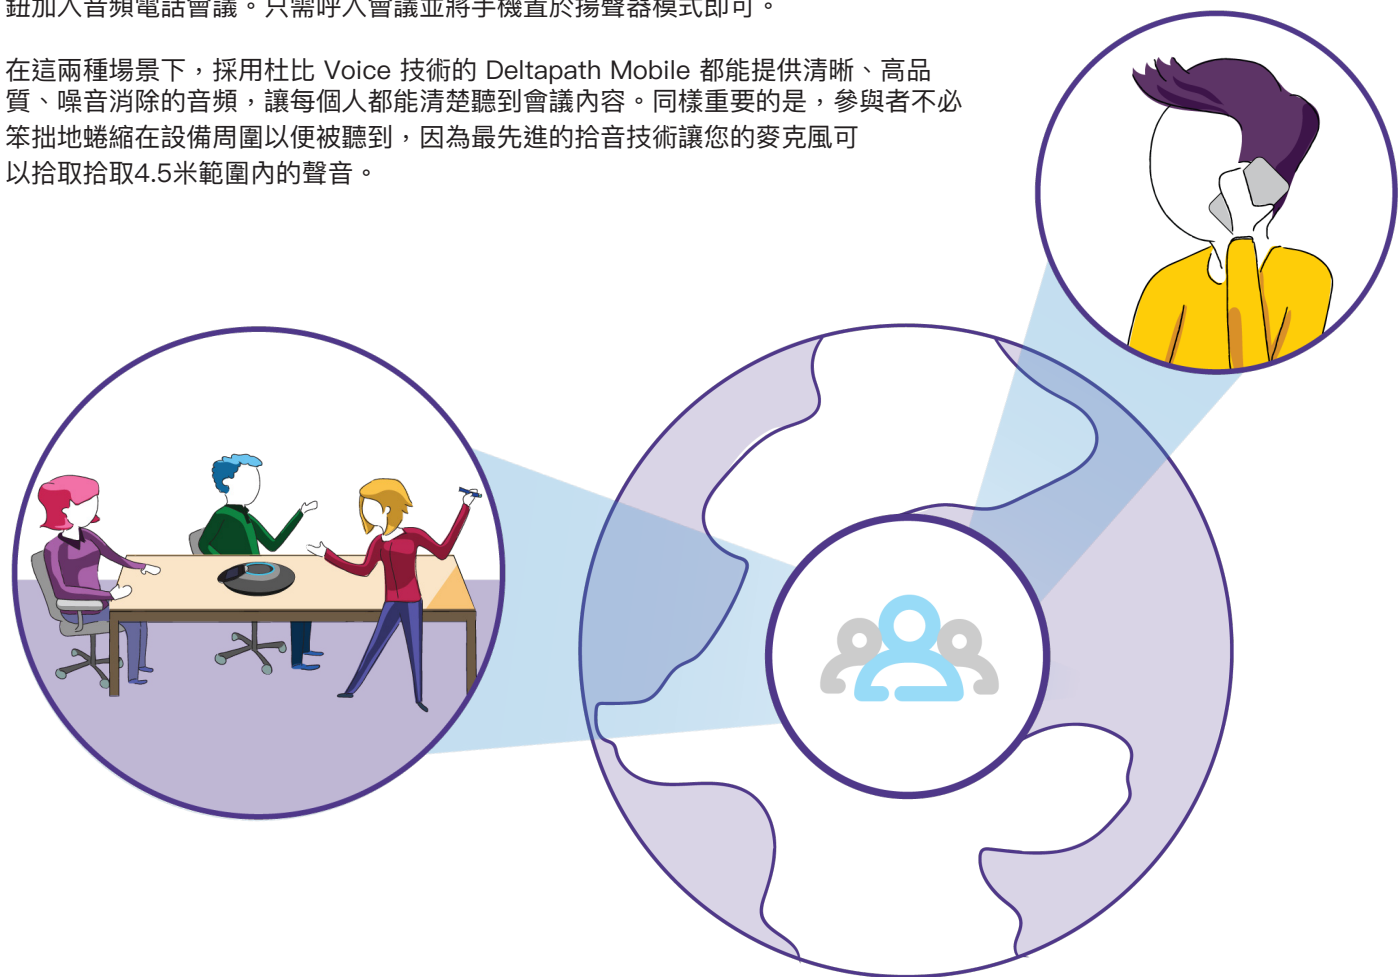 鈕加入音頻電話會議。只需呼入會議並將手機置於揚聲器模式即可。
在這兩種場景下，採用杜比 Voice 技術的 Deltapath Mobile 都能提供清晰、高品
質、噪音消除的音頻，讓每個人都能清楚聽到會議內容。同樣重要的是，參與者不必
笨拙地蜷縮在設備周圍以便被聽到，因為最先進的拾音技術讓您的麥克風可
以拾取拾取4.5米範圍內的聲音。